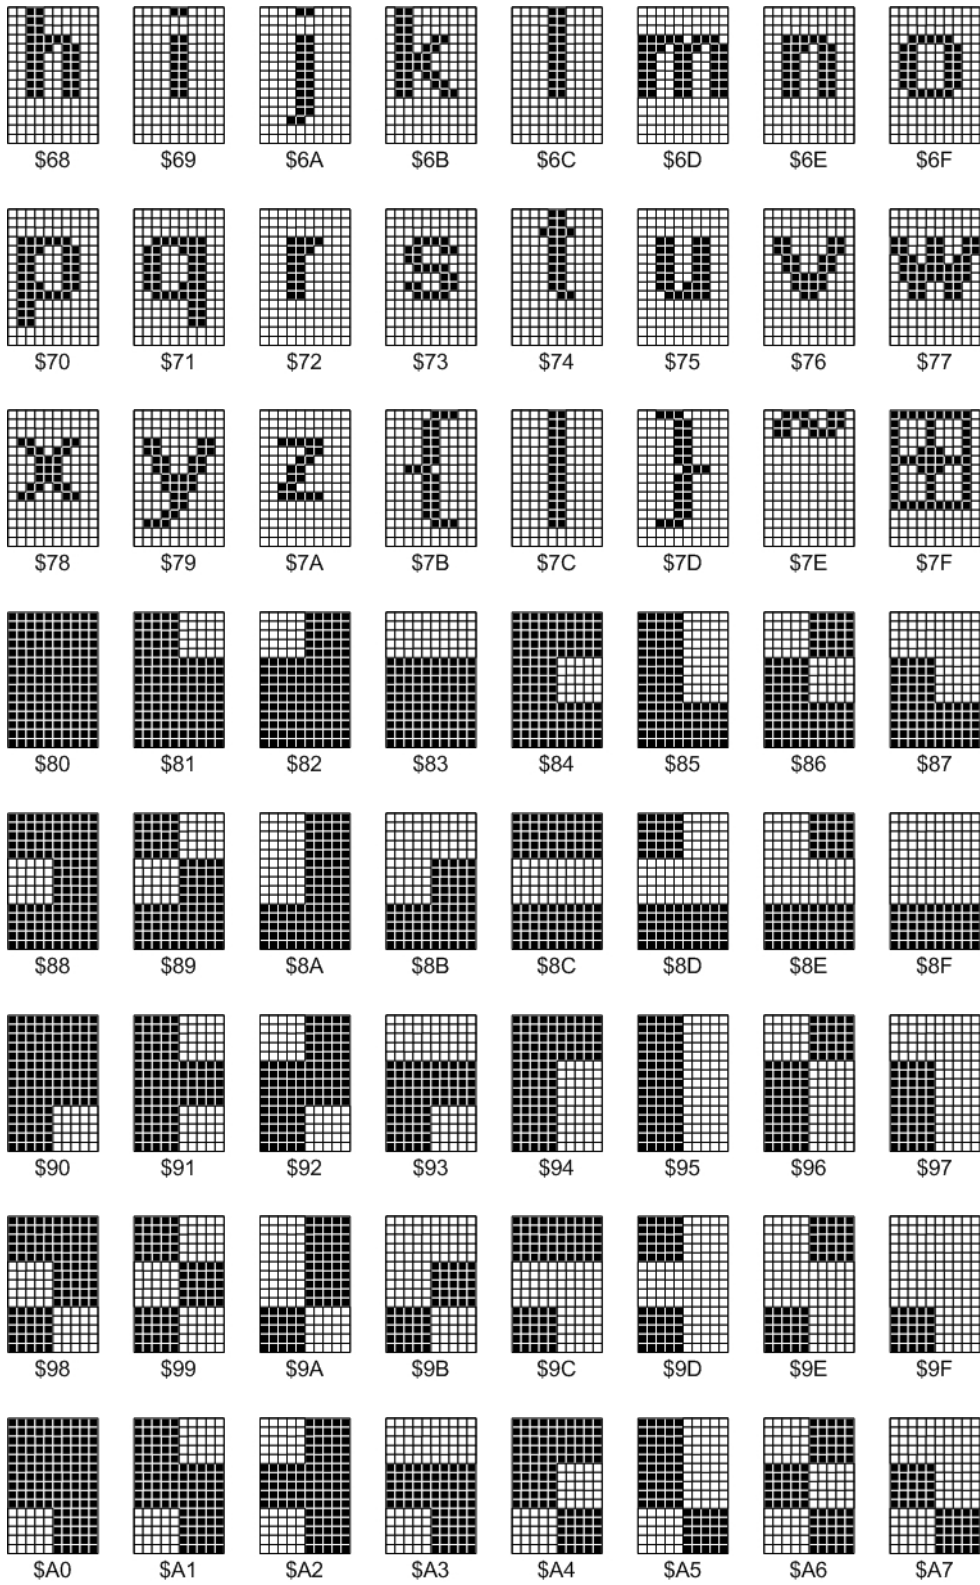 h i j k l m n o
$68 $69 $6A $6B $6C $6D $6E $6F
p q r s t u v w
$70 $71 $72 $73 $74 $75 $76 $77
x y z { | } ~
$78 $79 $7A $7B $7C $7D $7E $7F
$80 $81 $82 $83 $84 $85 $86 $87
$88 $89 $8A $8B $8C $8D $8E $8F
$90 $91 $92 $93 $94 $95 $96 $97
$98 $99 $9A $9B $9C $9D $9E $9F
$A0 $A1 $A2 $A3 $A4 $A5 $A6 $A7